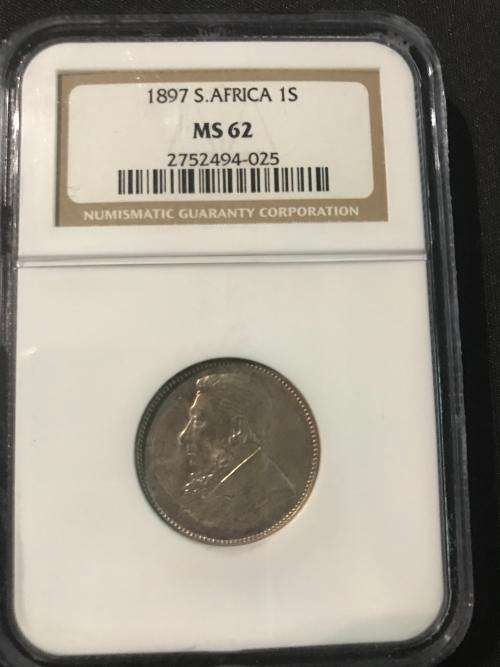 1897 S.AFRICA 1S
MS 62
2752494-025
NUMISMATIC GUARANTY CORPORATION